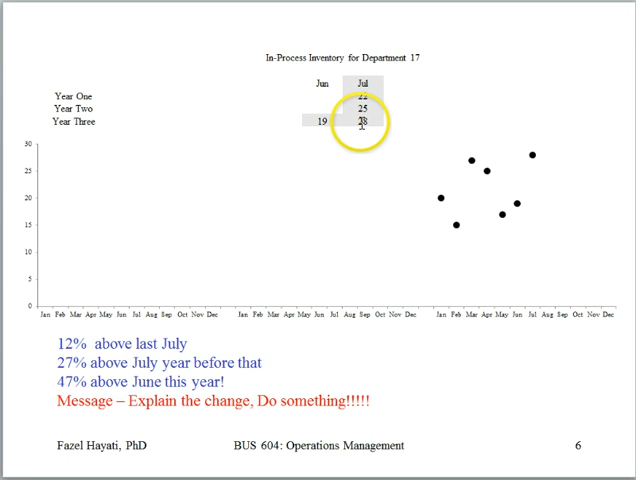 In-Process Inventory for Department 17
Jun Jul
Year One 22
Year Two 25
Year Three 19 28
30
25
20
15
10
5
0
Jan Feb Mar Apr May Jun Jul Aug Sep Oct Nov Dec Jan Feb Mar Apr May Jun Jul Aug Sep Oct Nov Dec Jan Feb Mar Apr May Jun Jul Aug Sep Oct Nov Dec
12% above last July
27% above July year before that
47% above June this year!
Message – Explain the change, Do something!!!!!
Fazel Hayati, PhD BUS 604: Operations Management 6